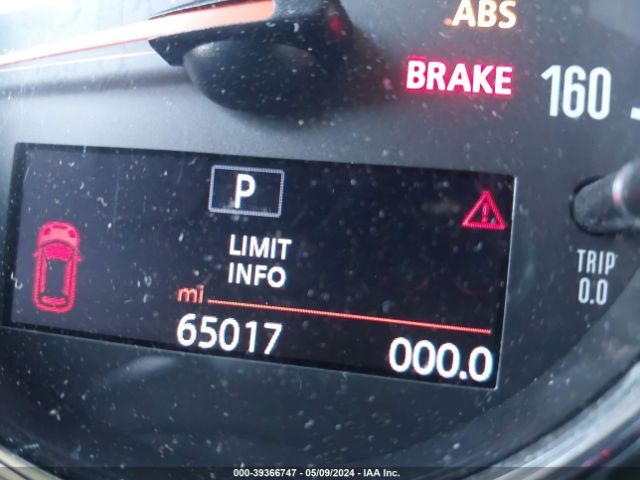 ABS
BRAKE
160
P
LIMIT
INFO
mi
65017
000.0
TRIP
0.0
000-39366747 - 05/09/2024 - IAA Inc.